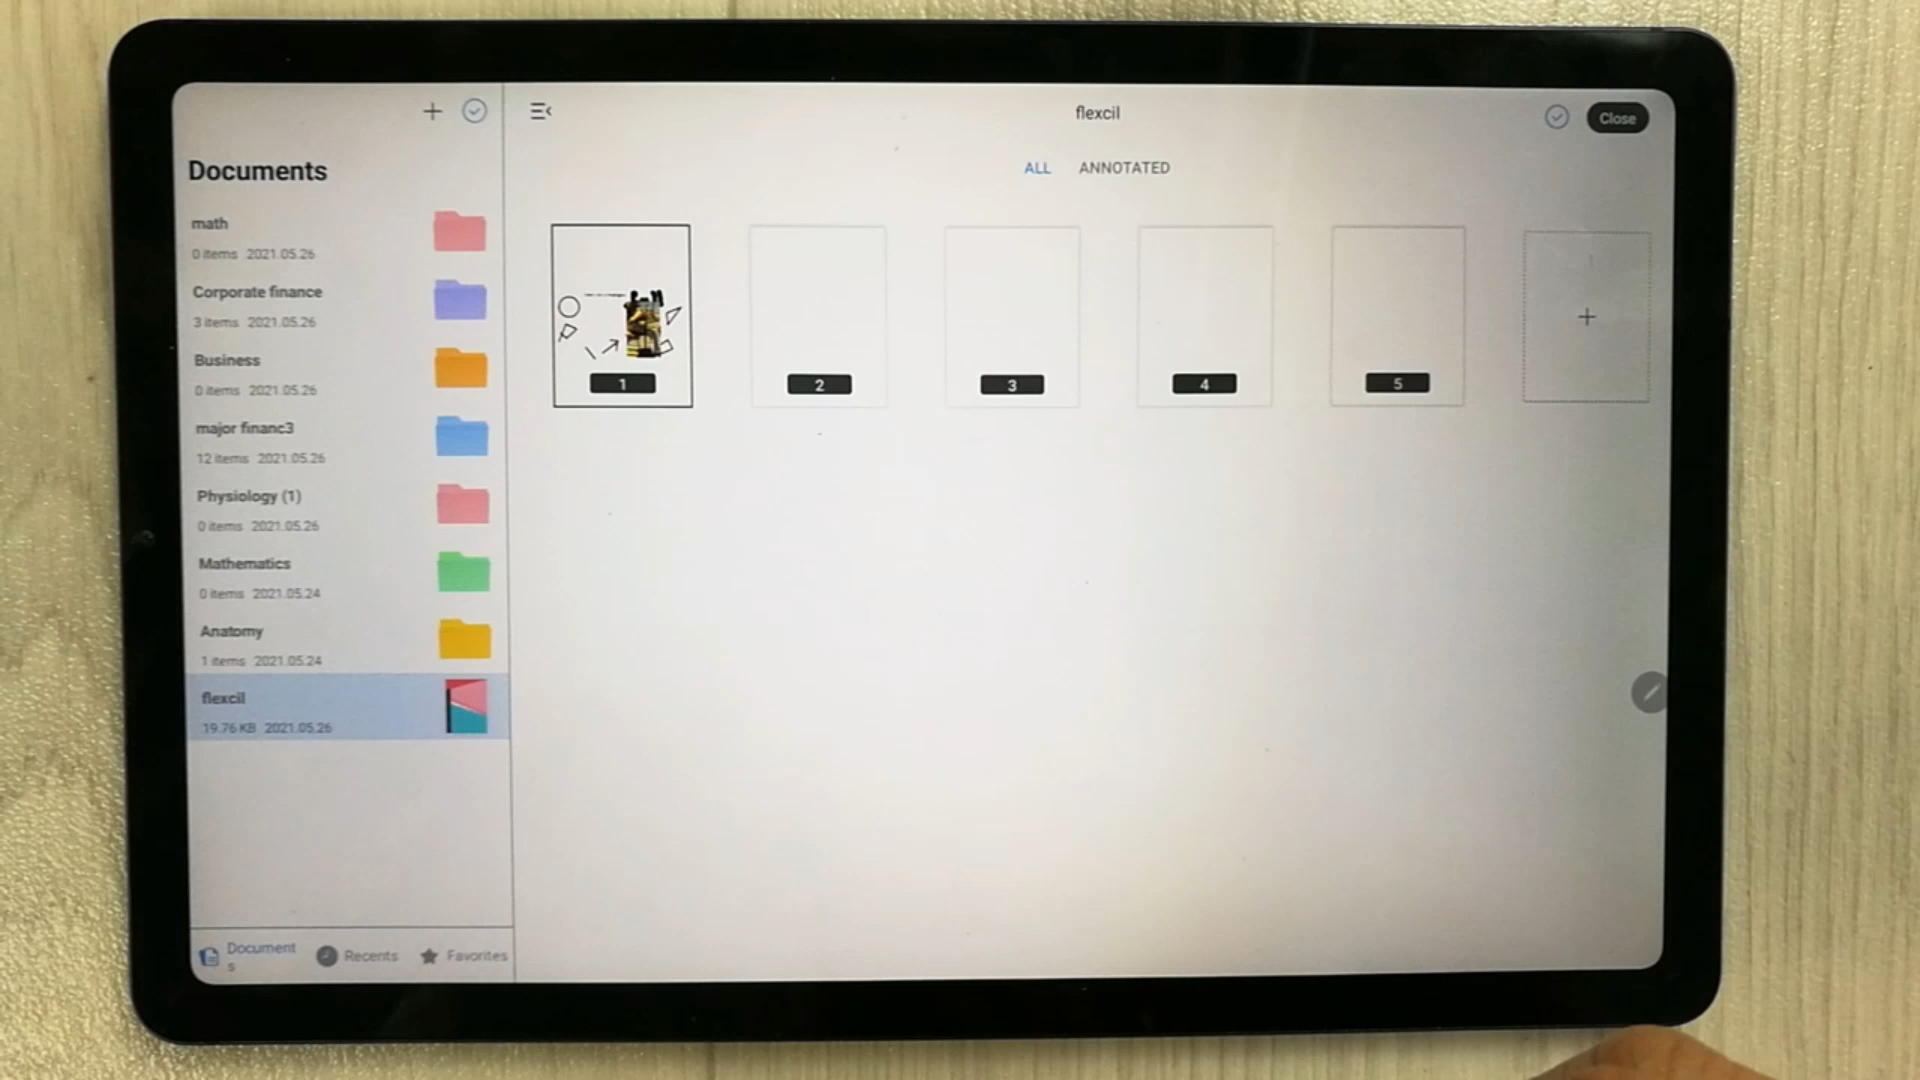 Documents
math
0 items 2021.05.26
Corporate finance
3 items 2021.05.26
Business
0 items 2021.05.26
major financ3
12 items 2021.05.26
Physiology (1)
0 items 2021.05.26
Mathematics
0 items 2021.05.24
Anatomy
1 items 2021.05.24
flexcil
19.76 KB 2021.05.26
Document
s
Recents
Favorites
flexcil
Close
ALL ANNOTATED
1
2
3
4
5